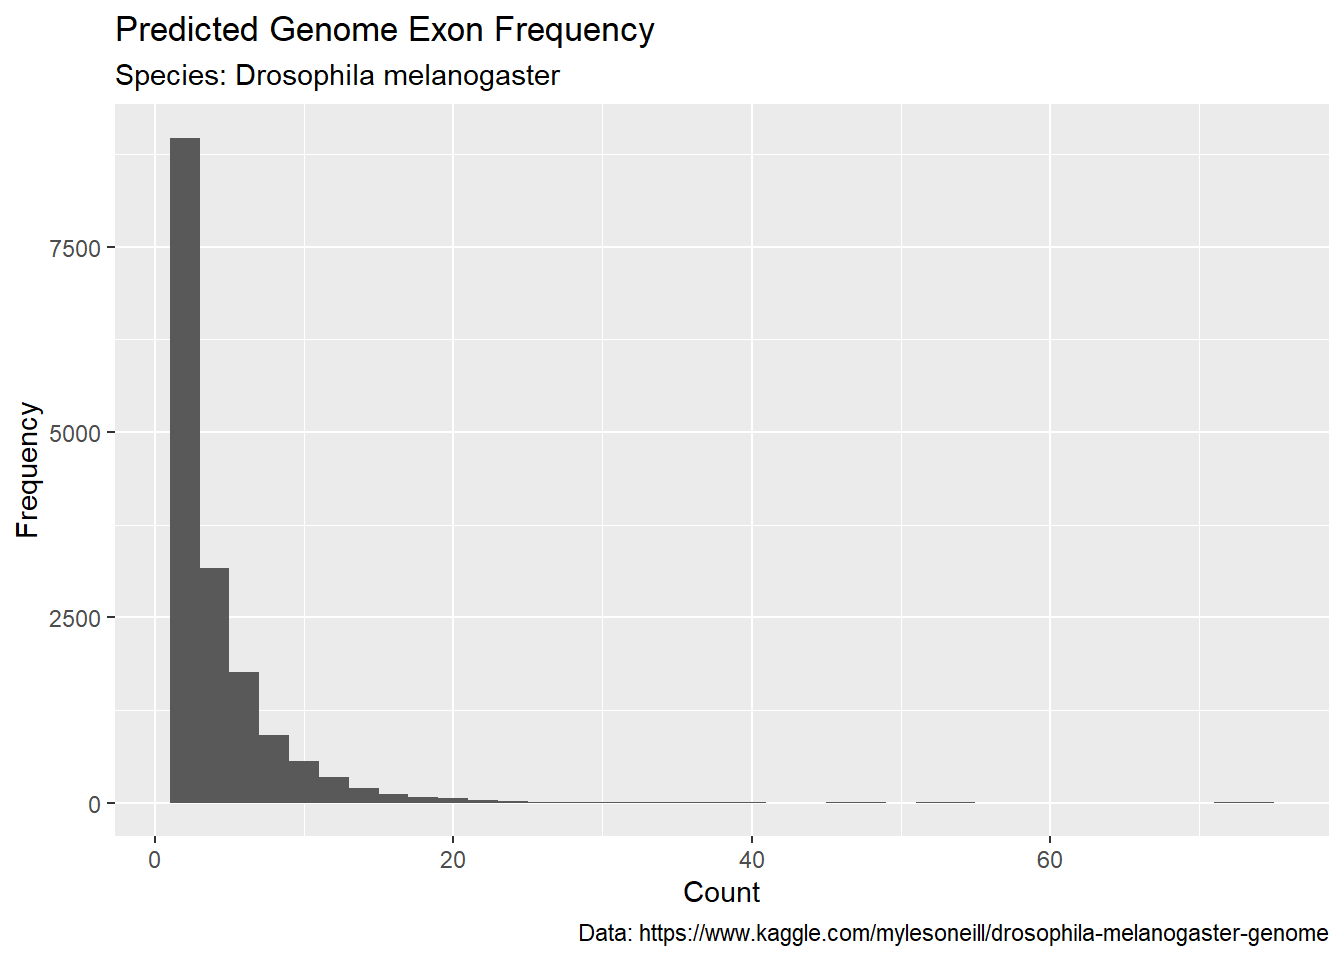 Predicted Genome Exon Frequency
Species: Drosophila melanogaster
Frequency
7500
5000
2500
0
0 20 40 60
Count
Data: https://www.kaggle.com/mylesoneill/drosophila-melanogaster-genome